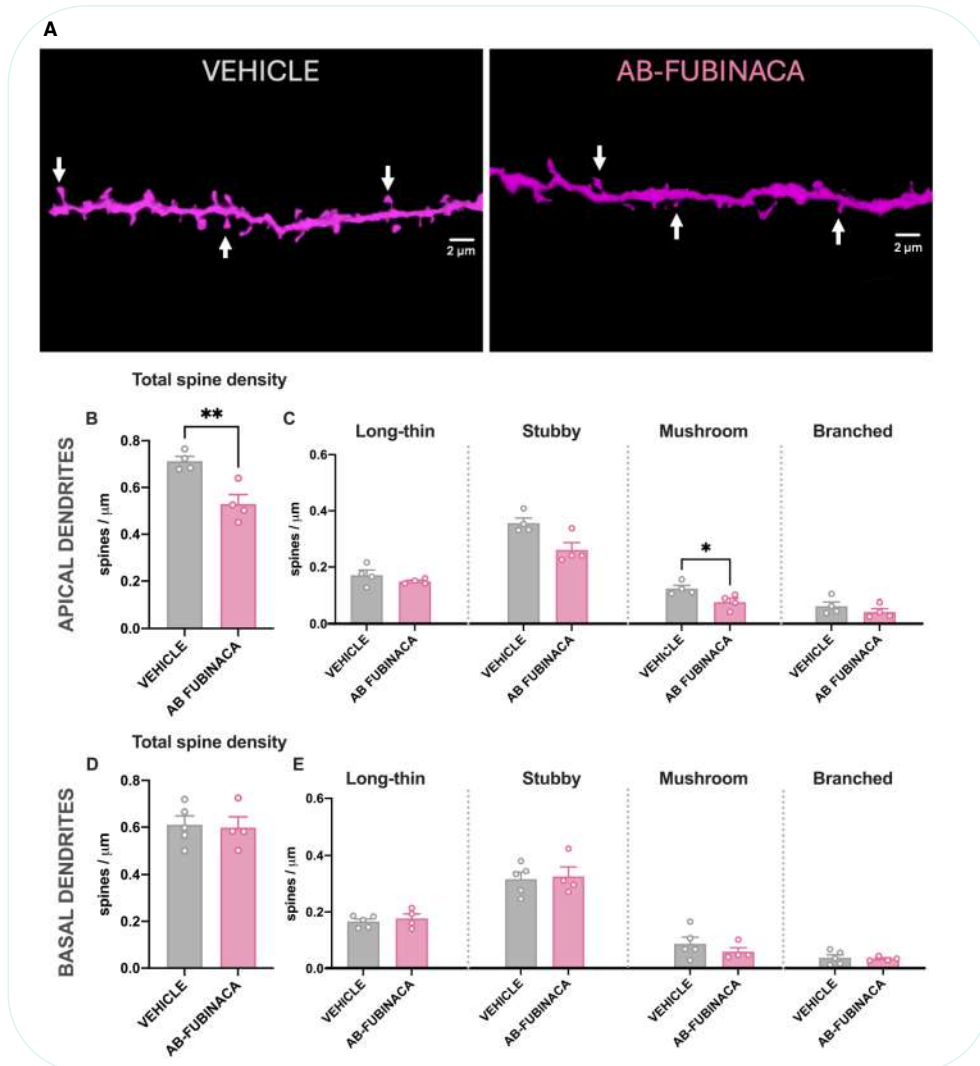 A
VEHICLE
AB-FUBINACA
2 μm
2 μm
APICAL DENDRITES
Total spine density
B
**
spines / μm
0.8
0.6
0.4
0.2
0.0
VEHICLE
AB FUBINACA
C
Long-thin
Stubby
Mushroom
Branched
spines / μm
0.6
0.4
0.2
0.0
*
VEHICLE
AB FUBINACA
VEHICLE
AB FUBINACA
VEHICLE
AB FUBINACA
VEHICLE
AB FUBINACA
BASAL DENDRITES
Total spine density
D
spines / μm
0.8
0.6
0.4
0.2
0.0
VEHICLE
AB-FUBINACA
E
Long-thin
Stubby
Mushroom
Branched
spines / μm
0.6
0.4
0.2
0.0
VEHICLE
AB-FUBINACA
VEHICLE
AB-FUBINACA
VEHICLE
AB-FUBINACA
VEHICLE
AB-FUBINACA